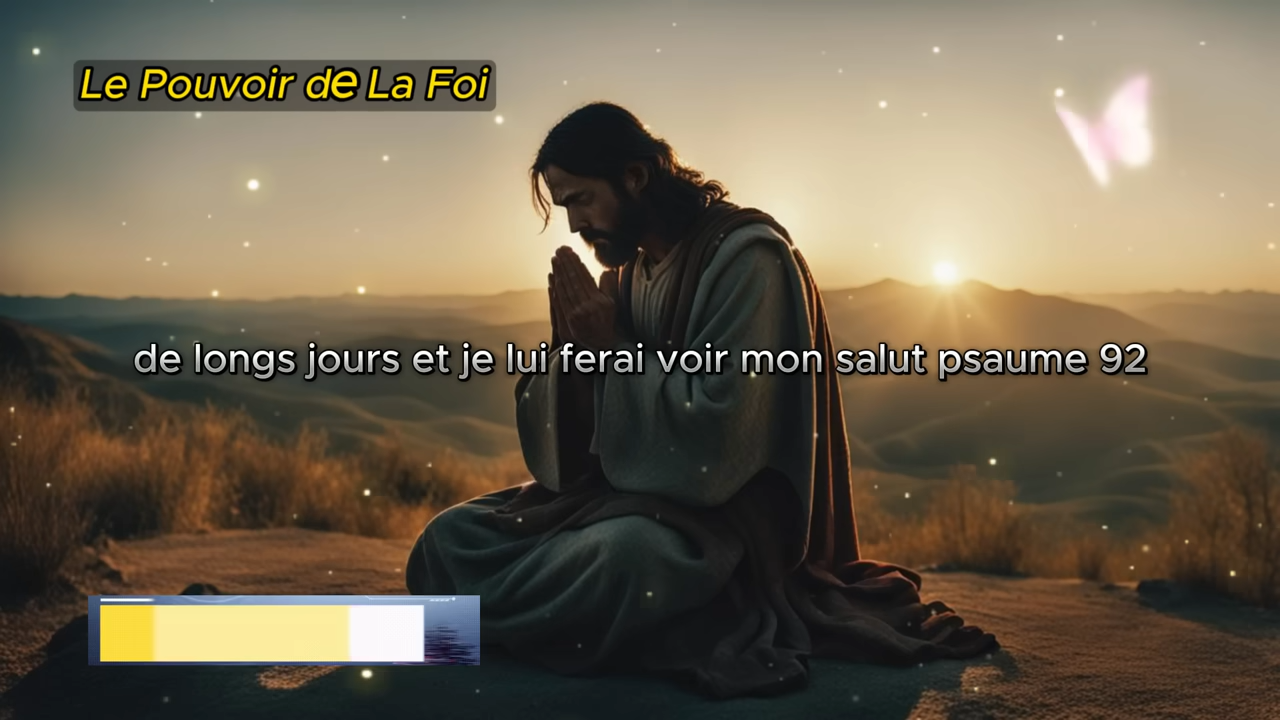 Le Pouvoir de La Foi
de longs jours et je lui ferai voir mon salut psaume 92